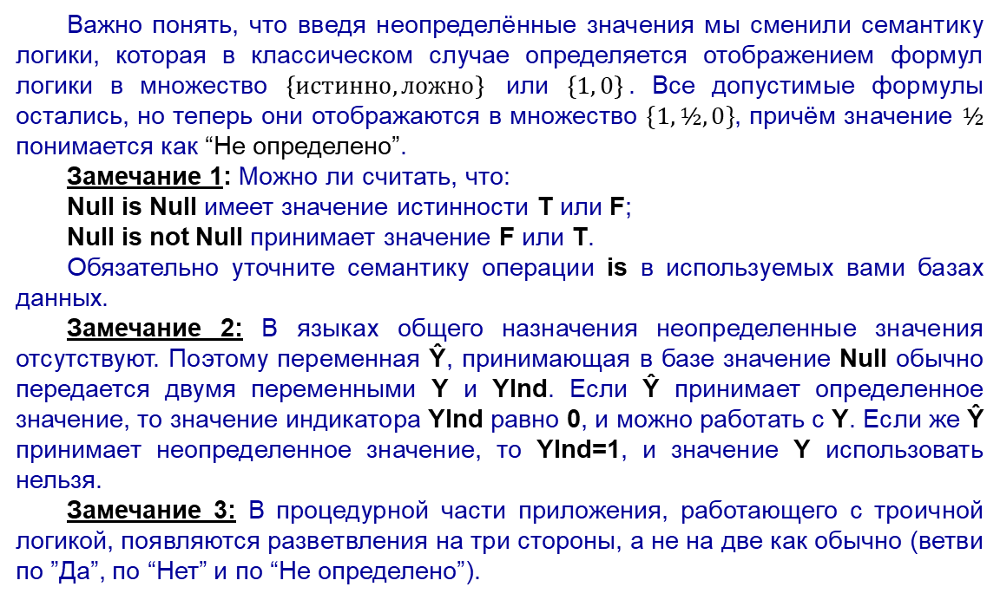 Важно понять, что введя неопределённые значения мы сменили семантику
логики, которая в классическом случае определяется отображением формул
логики в множество {истинно, ложно} или {1, 0}. Все допустимые формулы
остались, но теперь они отображаются в множество {1, ½, 0}, причём значение ½
понимается как “Не определено”.
Замечание 1: Можно ли считать, что:
Null is Null имеет значение истинности T или F;
Null is not Null принимает значение F или T.
Обязательно уточните семантику операции is в используемых вами базах
данных.
Замечание 2: В языках общего назначения неопределенные значения
отсутствуют. Поэтому переменная Ŷ, принимающая в базе значение Null обычно
передается двумя переменными Y и YInd. Если Ŷ принимает определенное
значение, то значение индикатора YInd равно 0, и можно работать с Y. Если же Ŷ
принимает неопределенное значение, то YInd=1, и значение Y использовать
нельзя.
Замечание 3: В процедурной части приложения, работающего с троичной
логикой, появляются разветвления на три стороны, а не на две как обычно (ветви
по ”Да”, по “Нет” и по “Не определено”).